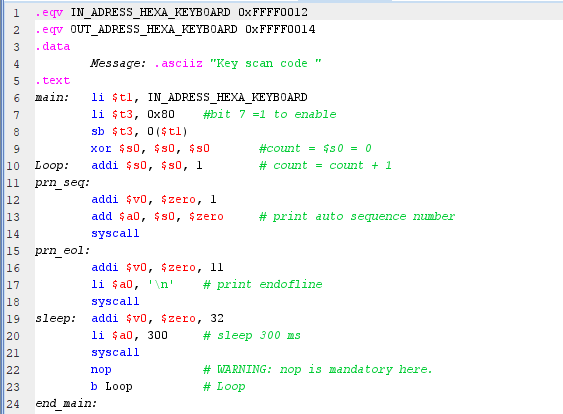 1 .eqv IN_ADRESS_HEXA_KEYBOARD 0xFFFF0012
2 .eqv OUT_ADRESS_HEXA_KEYBOARD 0xFFFF0014
3 .data
4 Message: .asciiz "Key scan code "
5 .text
6 main: li $t1, IN_ADRESS_HEXA_KEYBOARD
7 li $t3, 0x80 #bit 7 =1 to enable
8 sb $t3, 0($t1)
9 xor $s0, $s0, $s0 #count = $s0 = 0
10 Loop: addi $s0, $s0, 1 # count = count + 1
11 prn_seq:
12 addi $v0, $zero, 1
13 add $a0, $s0, $zero # print auto sequence number
14 syscall
15 prn_eol:
16 addi $v0, $zero, 11
17 li $a0, '\n' # print endofline
18 syscall
19 sleep: addi $v0, $zero, 32
20 li $a0, 300 # sleep 300 ms
21 syscall
22 nop # WARNING: nop is mandatory here.
23 b Loop # Loop
24 end_main: